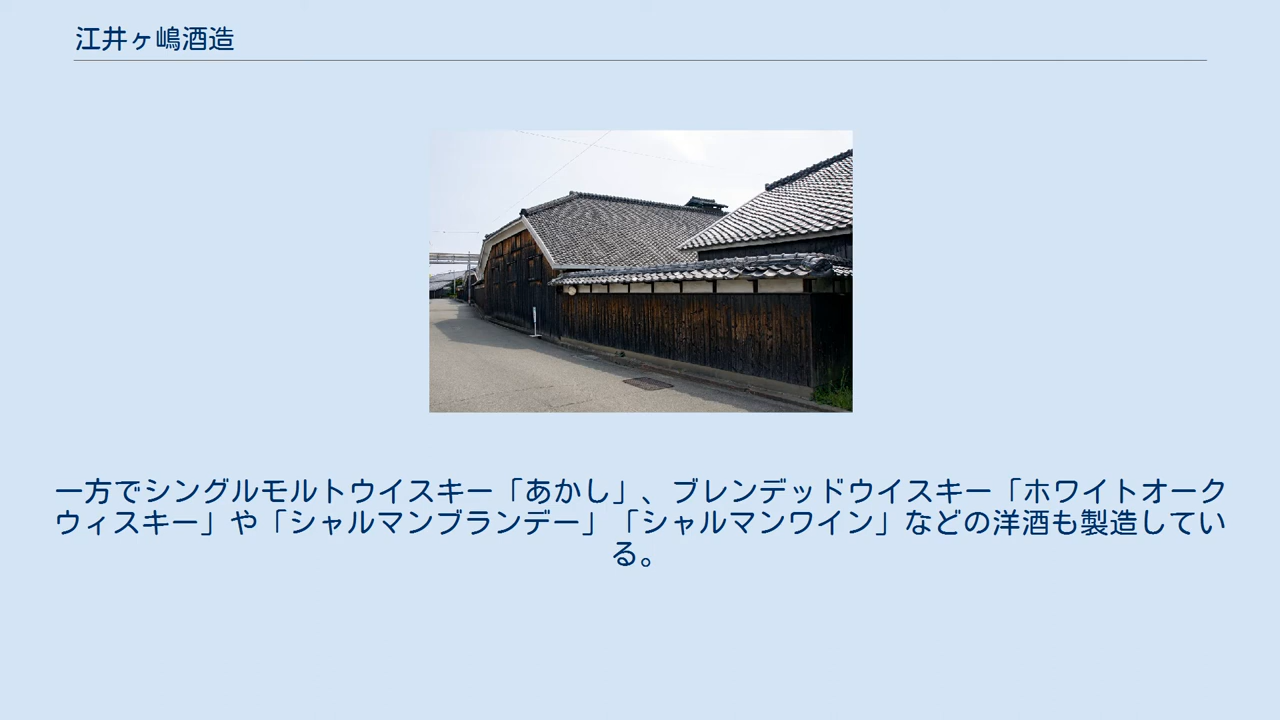 江井ヶ嶋酒造
一方でシングルモルトウイスキー「あかし」、ブレンデッドウイスキー「ホワイトオーク
ウィスキー」や「シャルマンブランデー」「シャルマンワイン」などの洋酒も製造してい
る。